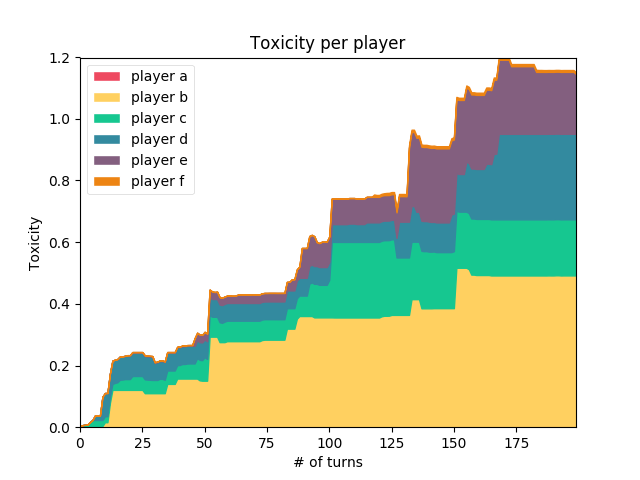 Toxicity per player
1.2
1.0
0.8
0.6
0.4
0.2
0.0
Toxicity
player a
player b
player c
player d
player e
player f
0 25 50 75 100 125 150 175
# of turns